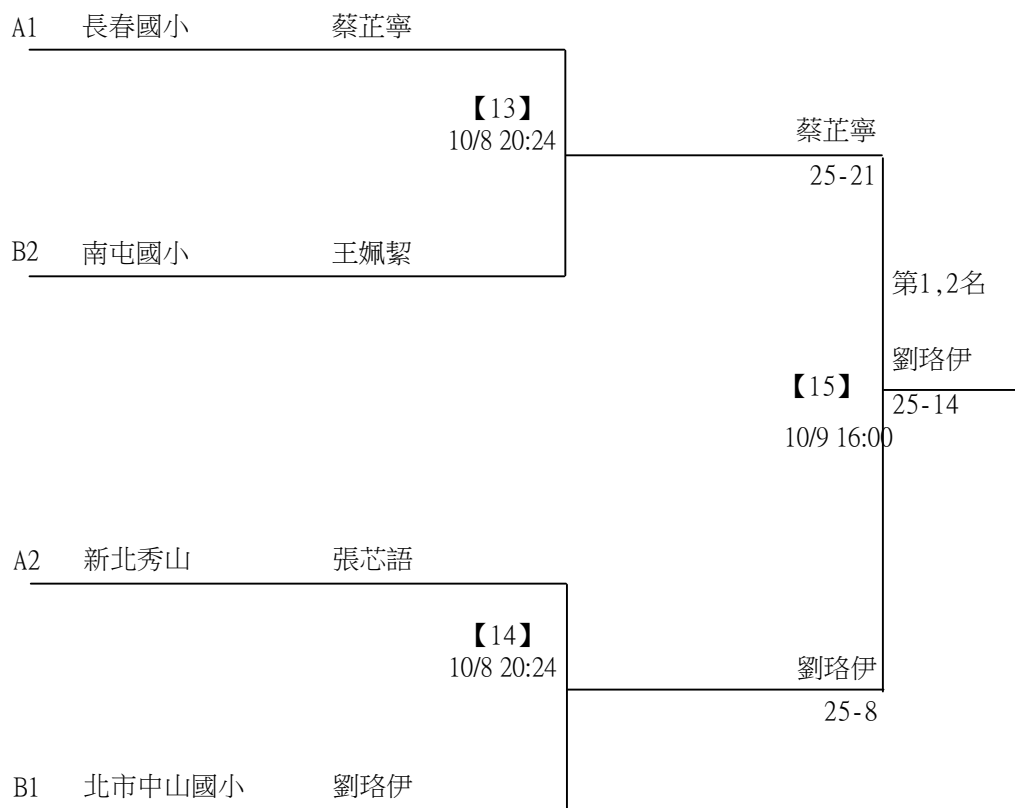 A1 長春國小 蔡芷寧
【13】
10/8 20:24
蔡芷寧
25-21
B2 南屯國小 王姵絜
第1,2名
劉珞伊
【15】
25-14
10/9 16:00
A2 新北秀山 張芯語
【14】
10/8 20:24
劉珞伊
25-8
B1 北市中山國小 劉珞伊